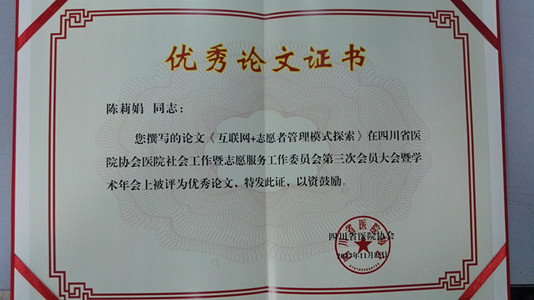 优秀论文证书
陈莉娟 同志：
您撰写的论文《互联网+志愿者管理模式探索》在四川省医
院协会医院社会工作暨志愿服务工作委员会第三次会员大会暨学
术年会上被评为优秀论文，特发此证，以资鼓励。
四川省医院协会